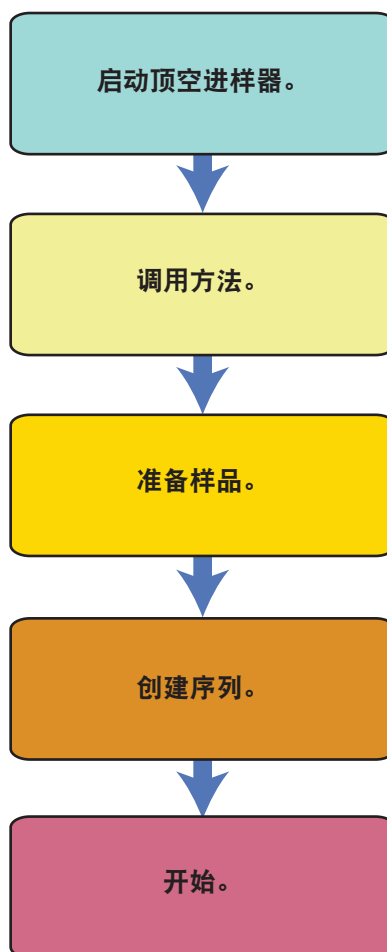 启动顶空进样器。
调用方法。
准备样品。
创建序列。
开始。